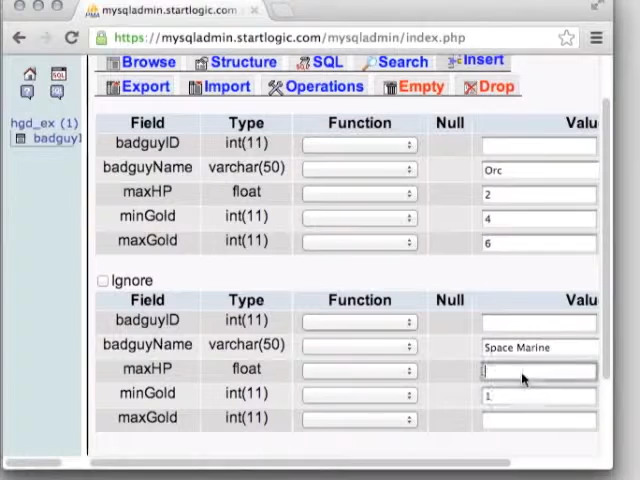 mysqladmin.startlogic.com
https://mysqladmin.startlogic.com/index.php
Browse Structure SQL Search Insert
Export Import Operations Empty Drop
hgd_ex (1)
badguy
Field Type Function Null Valu
badguyID int(11)
badguyName varchar(50) Orc
maxHP float 2
minGold int(11) 4
maxGold int(11) 6
Ignore
Field Type Function Null Valu
badguyID int(11)
badguyName varchar(50) Space Marine
maxHP float
minGold int(11) 1
maxGold int(11)